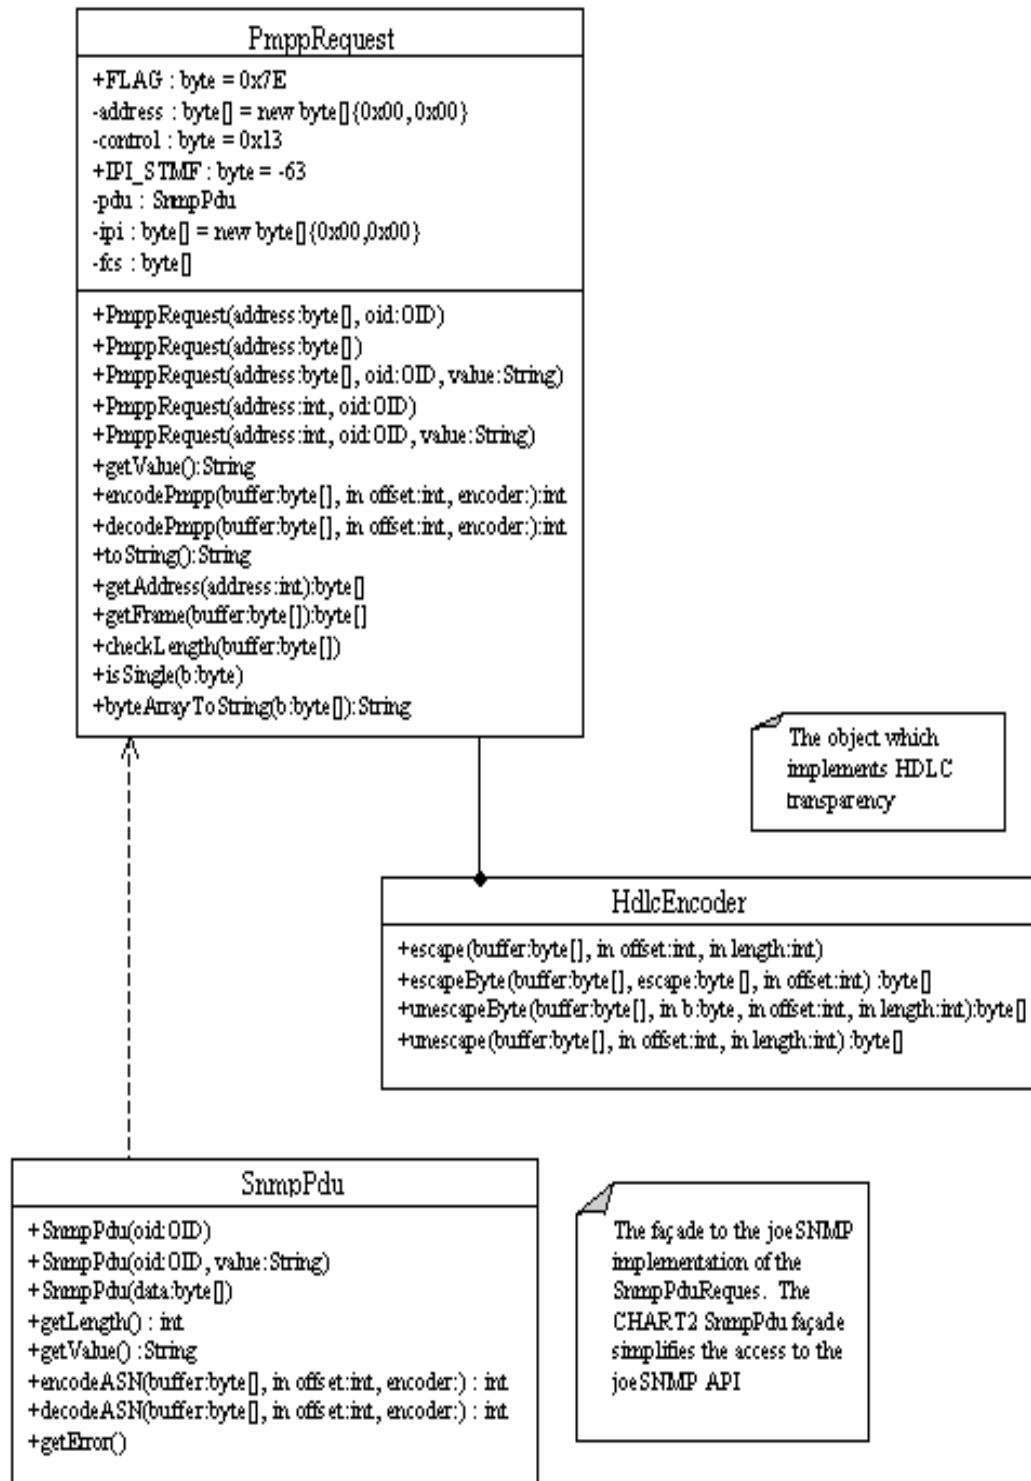 PmppRequest
+FLAG : byte = 0x7E
-address : byte[] = new byte[]{0x00,0x00}
-control : byte = 0x13
+IPI_STMF : byte = -63
-pdu : SnmpPdu
-ipi : byte[] = new byte[]{0x00,0x00}
-fcs : byte[]
+PmppRequest(address:byte[], oid:OID)
+PmppRequest(address:byte[])
+PmppRequest(address:byte[], oid:OID, value:String)
+PmppRequest(address:int, oid:OID)
+PmppRequest(address:int, oid:OID, value:String)
+getValue():String
+encodePmpp(buffer:byte[], in offset:int, encoder:):int
+decodePmpp(buffer:byte[], in offset:int, encoder:):int
+toString():String
+getAddress(address:int):byte[]
+getFrame(buffer:byte[]):byte[]
+checkLength(buffer:byte[])
+isSingle(b:byte)
+byteArrayToString(b:byte[]):String
The object which
implements HDLC
transparency
HdlcEncoder
+escape(buffer:byte[], in offset:int, in length:int)
+escapeByte(buffer:byte[], escape:byte[], in offset:int) :byte[]
+unescapeByte(buffer:byte[], in b:byte, in offset:int, in length:int):byte[]
+unescape(buffer:byte[], in offset:int, in length:int) :byte[]
SnmpPdu
+SnmpPdu(oid:OID)
+SnmpPdu(oid:OID, value:String)
+SnmpPdu(data:byte[])
+getLength() : int
+getValue() :String
+encodeASN(buffer:byte[], in offset:int, encoder:) : int
+decodeASN(buffer:byte[], in offset:int, encoder:) : int
+getError()
The façade to the joeSNMP
implementation of the
SnmpPduReques. The
CHART2 SnmpPdu façade
simplifies the access to the
joeSNMP API